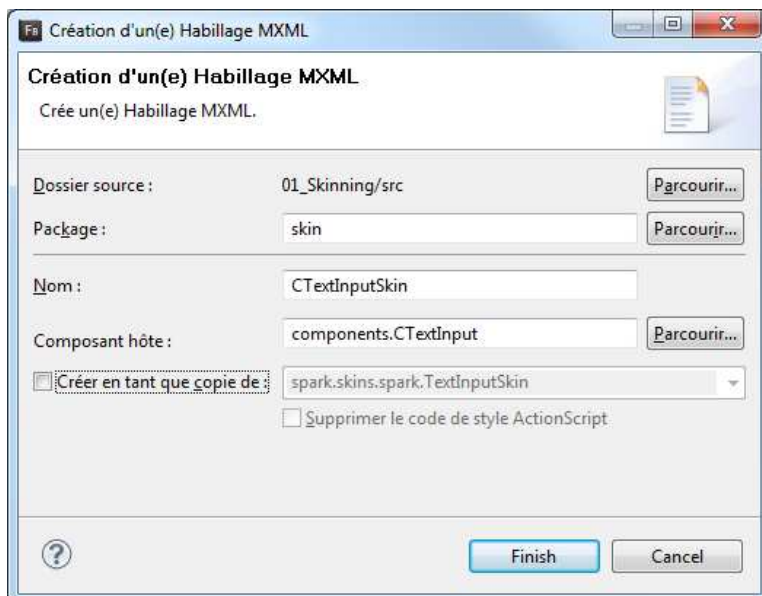 FB Création d'un(e) Habillage MXML
Création d'un(e) Habillage MXML
Crée un(e) Habillage MXML.
Dossier source : 01_Skinning/src Parcourir...
Package : skin Parcourir...
Nom : CTextInputSkin
Composant hôte : components.CTextInput Parcourir...
Créer en tant que copie de : spark.skins.spark.TextInputSkin
Supprimer le code de style ActionScript
? Finish Cancel